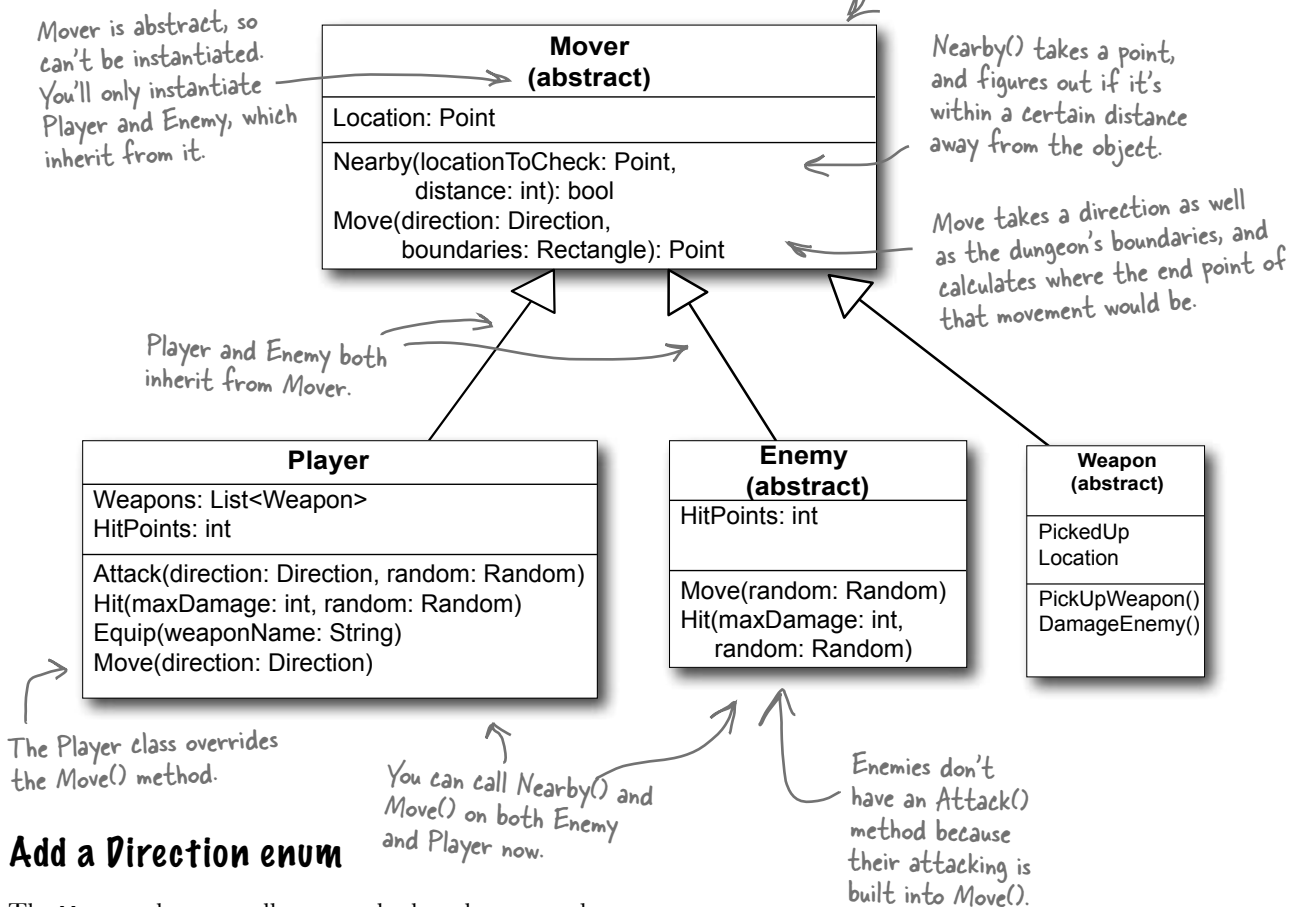 Mover is abstract, so
can't be instantiated.
You'll only instantiate
Player and Enemy, which
inherit from it.
Mover
(abstract)
Location: Point
Nearby(locationToCheck: Point,
distance: int): bool
Move(direction: Direction,
boundaries: Rectangle): Point
Nearby() takes a point,
and figures out if it's
within a certain distance
away from the object.
Move takes a direction as well
as the dungeon's boundaries, and
calculates where the end point of
that movement would be.
Player and Enemy both
inherit from Mover.
Player
Weapons: List<Weapon>
HitPoints: int
Attack(direction: Direction, random: Random)
Hit(maxDamage: int, random: Random)
Equip(weaponName: String)
Move(direction: Direction)
Enemy
(abstract)
HitPoints: int
Move(random: Random)
Hit(maxDamage: int,
random: Random)
Weapon
(abstract)
PickedUp
Location
PickUpWeapon()
DamageEnemy()
The Player class overrides
the Move() method.
You can call Nearby() and
Move() on both Enemy
and Player now.
Enemies don't
have an Attack()
method because
their attacking is
built into Move().
Add a Direction enum